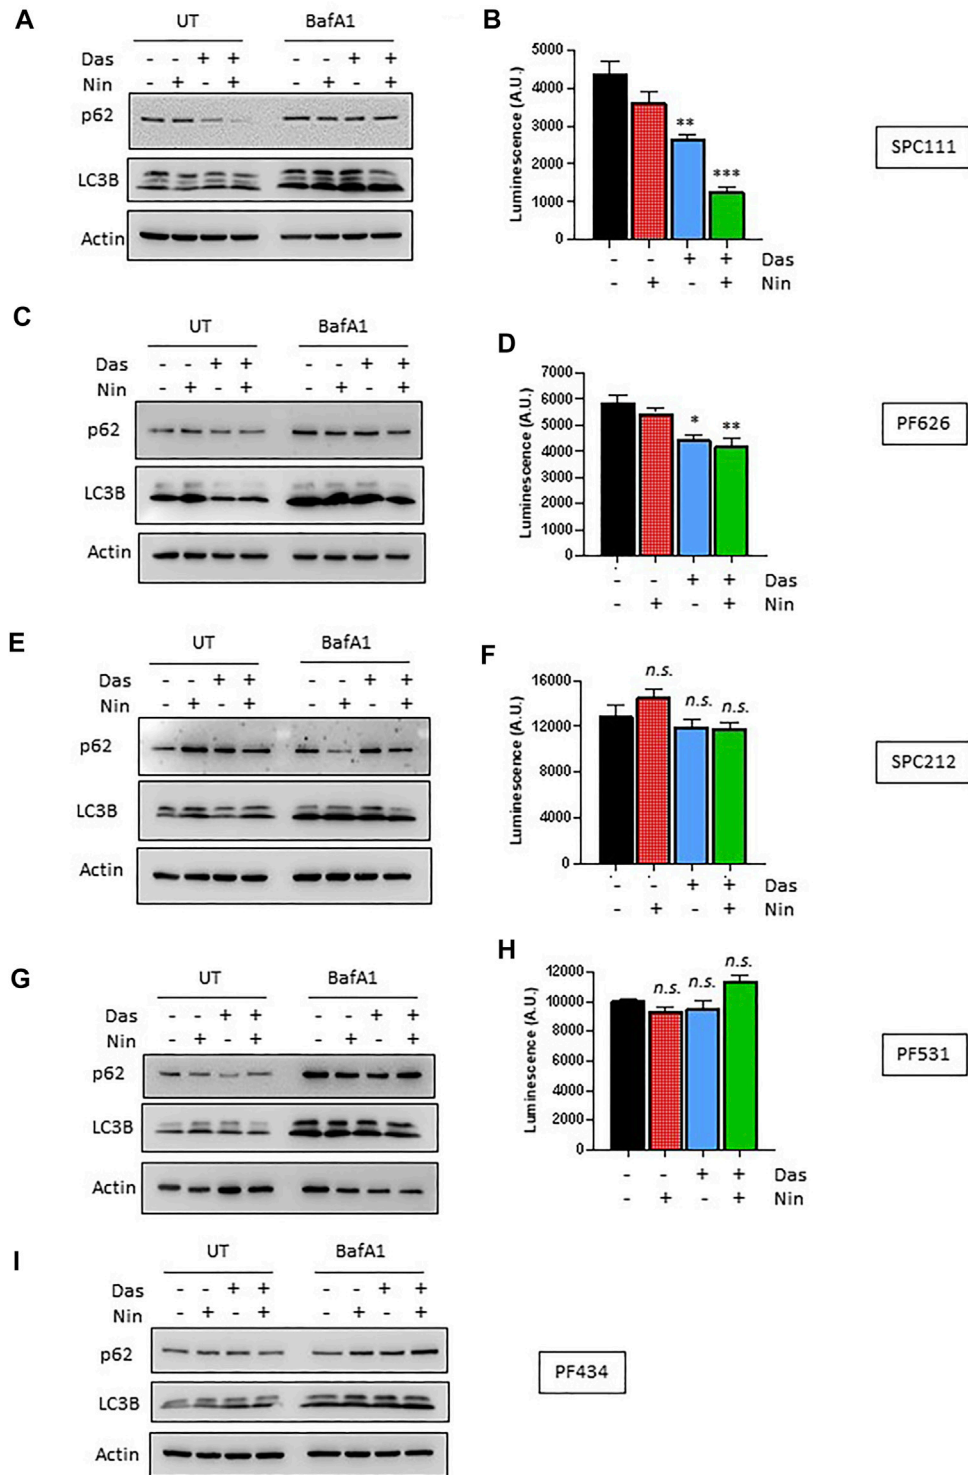 A
UT BafA1
Das - - + + - - + +
Nin - + - + - + - +
p62
LC3B
Actin
B
Luminescence (A.U.)
5000
4000
3000
2000
1000
0
** ***
- - + + Das
- + - + Nin
SPC111
C
UT BafA1
Das - - + + - - + +
Nin - + - + - + - +
p62
LC3B
Actin
D
Luminescence (A.U.)
7000
6000
5000
4000
3000
2000
1000
0
* **
- - + + Das
- + - + Nin
PF626
E
UT BafA1
Das - - + + - - + +
Nin - + - + - + - +
p62
LC3B
Actin
F
Luminescence (A.U.)
16000
12000
8000
4000
0
n.s. n.s. n.s.
- - + + Das
- + - + Nin
SPC212
G
UT BafA1
Das - - + + - - + +
Nin - + - + - + - +
p62
LC3B
Actin
H
Luminescence (A.U.)
12000
10000
8000
6000
4000
2000
0
n.s. n.s. n.s.
- - + + Das
- + - + Nin
PF531
I
UT BafA1
Das - - + + - - + +
Nin - + - + - + - +
p62
LC3B
Actin
PF434